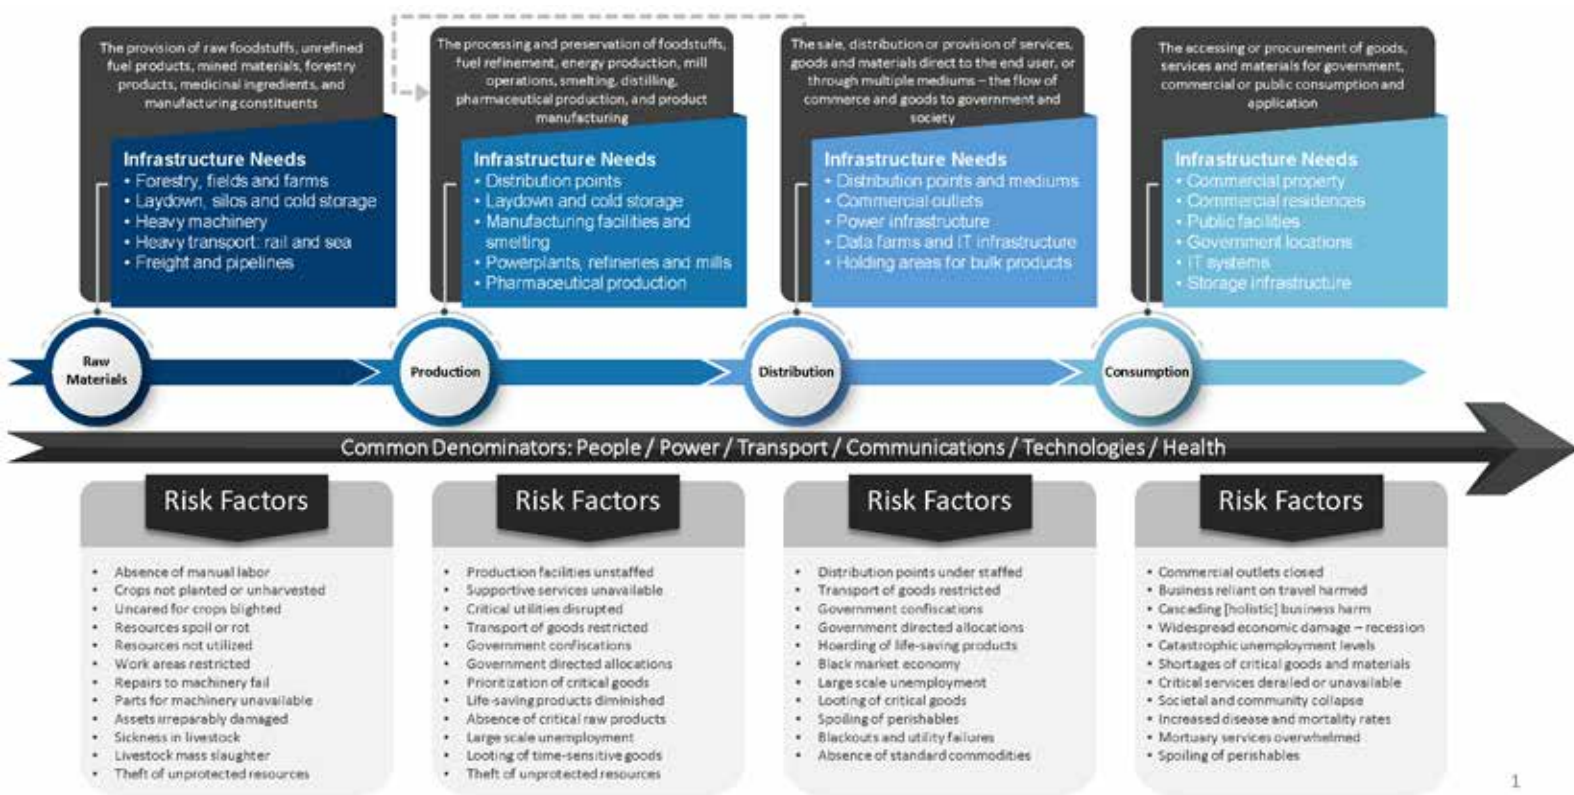 The provision of raw foodstuffs, unrefined
fuel products, mined materials, forestry
products, medicinal ingredients, and
manufacturing constituents
Infrastructure Needs
• Forestry, fields and farms
• Laydown, silos and cold storage
• Heavy machinery
• Heavy transport: rail and sea
• Freight and pipelines
The processing and preservation of foodstuffs,
fuel refinement, energy production, mill
operations, smelting, distilling,
pharmaceutical production, and product
manufacturing
Infrastructure Needs
• Distribution points
• Laydown and cold storage
• Manufacturing facilities and
smelting
• Powerplants, refineries and mills
• Pharmaceutical production
The sale, distribution or provision of services,
goods and materials direct to the end user, or
through multiple mediums – the flow of
commerce and goods to government and
society
Infrastructure Needs
• Distribution points and mediums
• Commercial outlets
• Power infrastructure
• Data farms and IT infrastructure
• Holding areas for bulk products
The accessing or procurement of goods,
services and materials for government,
commercial or public consumption and
application
Infrastructure Needs
• Commercial property
• Commercial residences
• Public facilities
• Government locations
• IT systems
• Storage infrastructure
Raw
Materials
Production
Distribution
Consumption
Common Denominators: People / Power / Transport / Communications / Technologies / Health
Risk Factors
• Absence of manual labor
• Crops not planted or unharvested
• Uncared for crops blighted
• Resources spoil or rot
• Resources not utilized
• Work areas restricted
• Repairs to machinery fail
• Parts for machinery unavailable
• Assets irreparably damaged
• Sickness in livestock
• Livestock mass slaughter
• Theft of unprotected resources
Risk Factors
• Production facilities unstaffed
• Supportive services unavailable
• Critical utilities disrupted
• Transport of goods restricted
• Government confiscations
• Government directed allocations
• Prioritization of critical goods
• Life-saving products diminished
• Absence of critical raw products
• Large scale unemployment
• Looting of time-sensitive goods
• Theft of unprotected resources
Risk Factors
• Distribution points under staffed
• Transport of goods restricted
• Government confiscations
• Government directed allocations
• Hoarding of life-saving products
• Black market economy
• Large scale unemployment
• Looting of critical goods
• Spoiling of perishables
• Blackouts and utility failures
• Absence of standard commodities
Risk Factors
• Commercial outlets closed
• Business reliant on travel harmed
• Cascading [holistic] business harm
• Widespread economic damage – recession
• Catastrophic unemployment levels
• Shortages of critical goods and materials
• Critical services derailed or unavailable
• Societal and community collapse
• Increased disease and mortality rates
• Mortuary services overwhelmed
• Spoiling of perishables
1